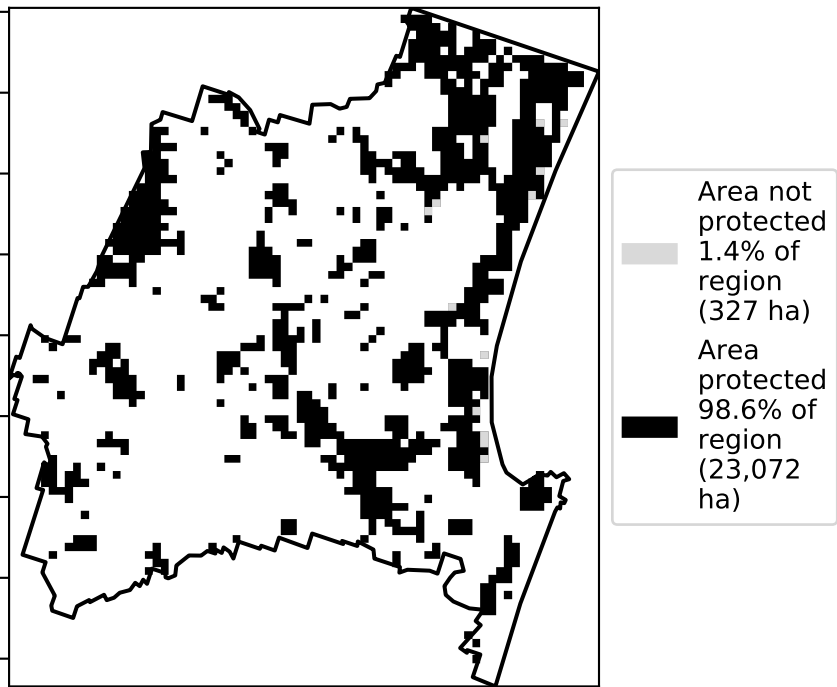 Area not
protected
1.4% of
region
(327 ha)
Area
protected
98.6% of
region
(23,072
ha)